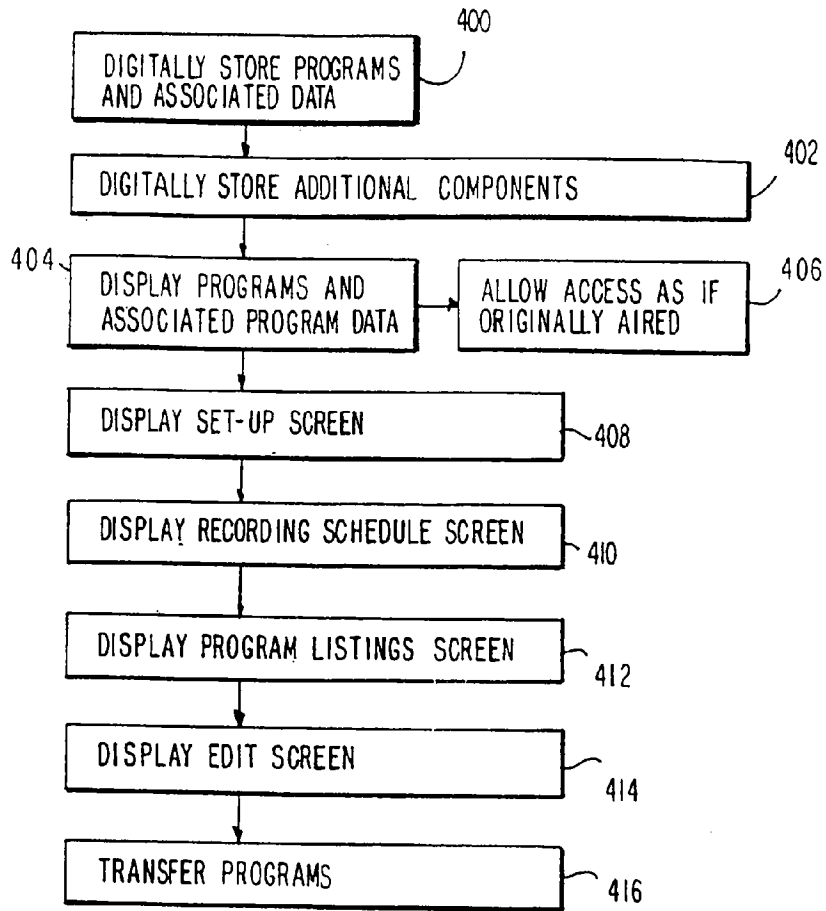 400
DIGITALLY STORE PROGRAMS
AND ASSOCIATED DATA
402
DIGITALLY STORE ADDITIONAL COMPONENTS
404
DISPLAY PROGRAMS AND
ASSOCIATED PROGRAM DATA
406
ALLOW ACCESS AS IF
ORIGINALLY AIRED
DISPLAY SET-UP SCREEN
408
DISPLAY RECORDING SCHEDULE SCREEN
410
DISPLAY PROGRAM LISTINGS SCREEN
412
DISPLAY EDIT SCREEN
414
TRANSFER PROGRAMS
416